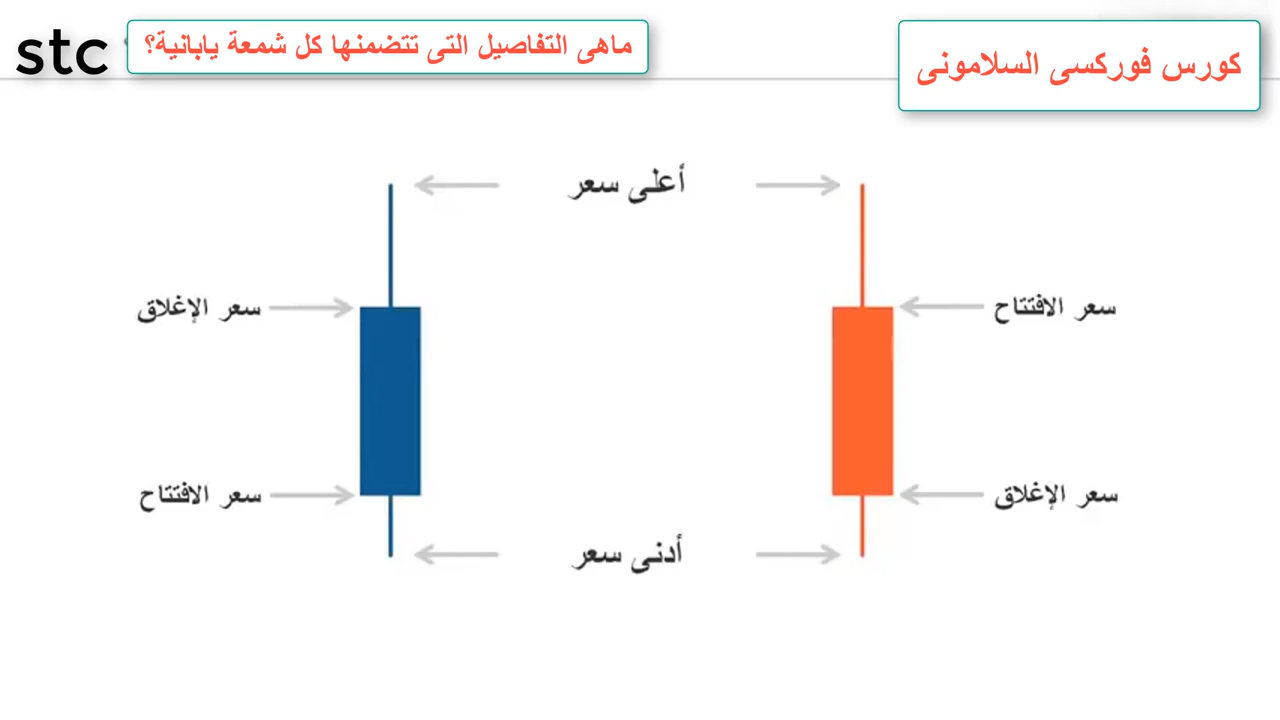 كورس فوركسى السلامونى
ماهى التفاصيل التى تتضمنها كل شمعة يابانية؟
stc
أعلى سعر
سعر الافتتاح
سعر الإغلاق
سعر الإغلاق
سعر الافتتاح
أدنى سعر